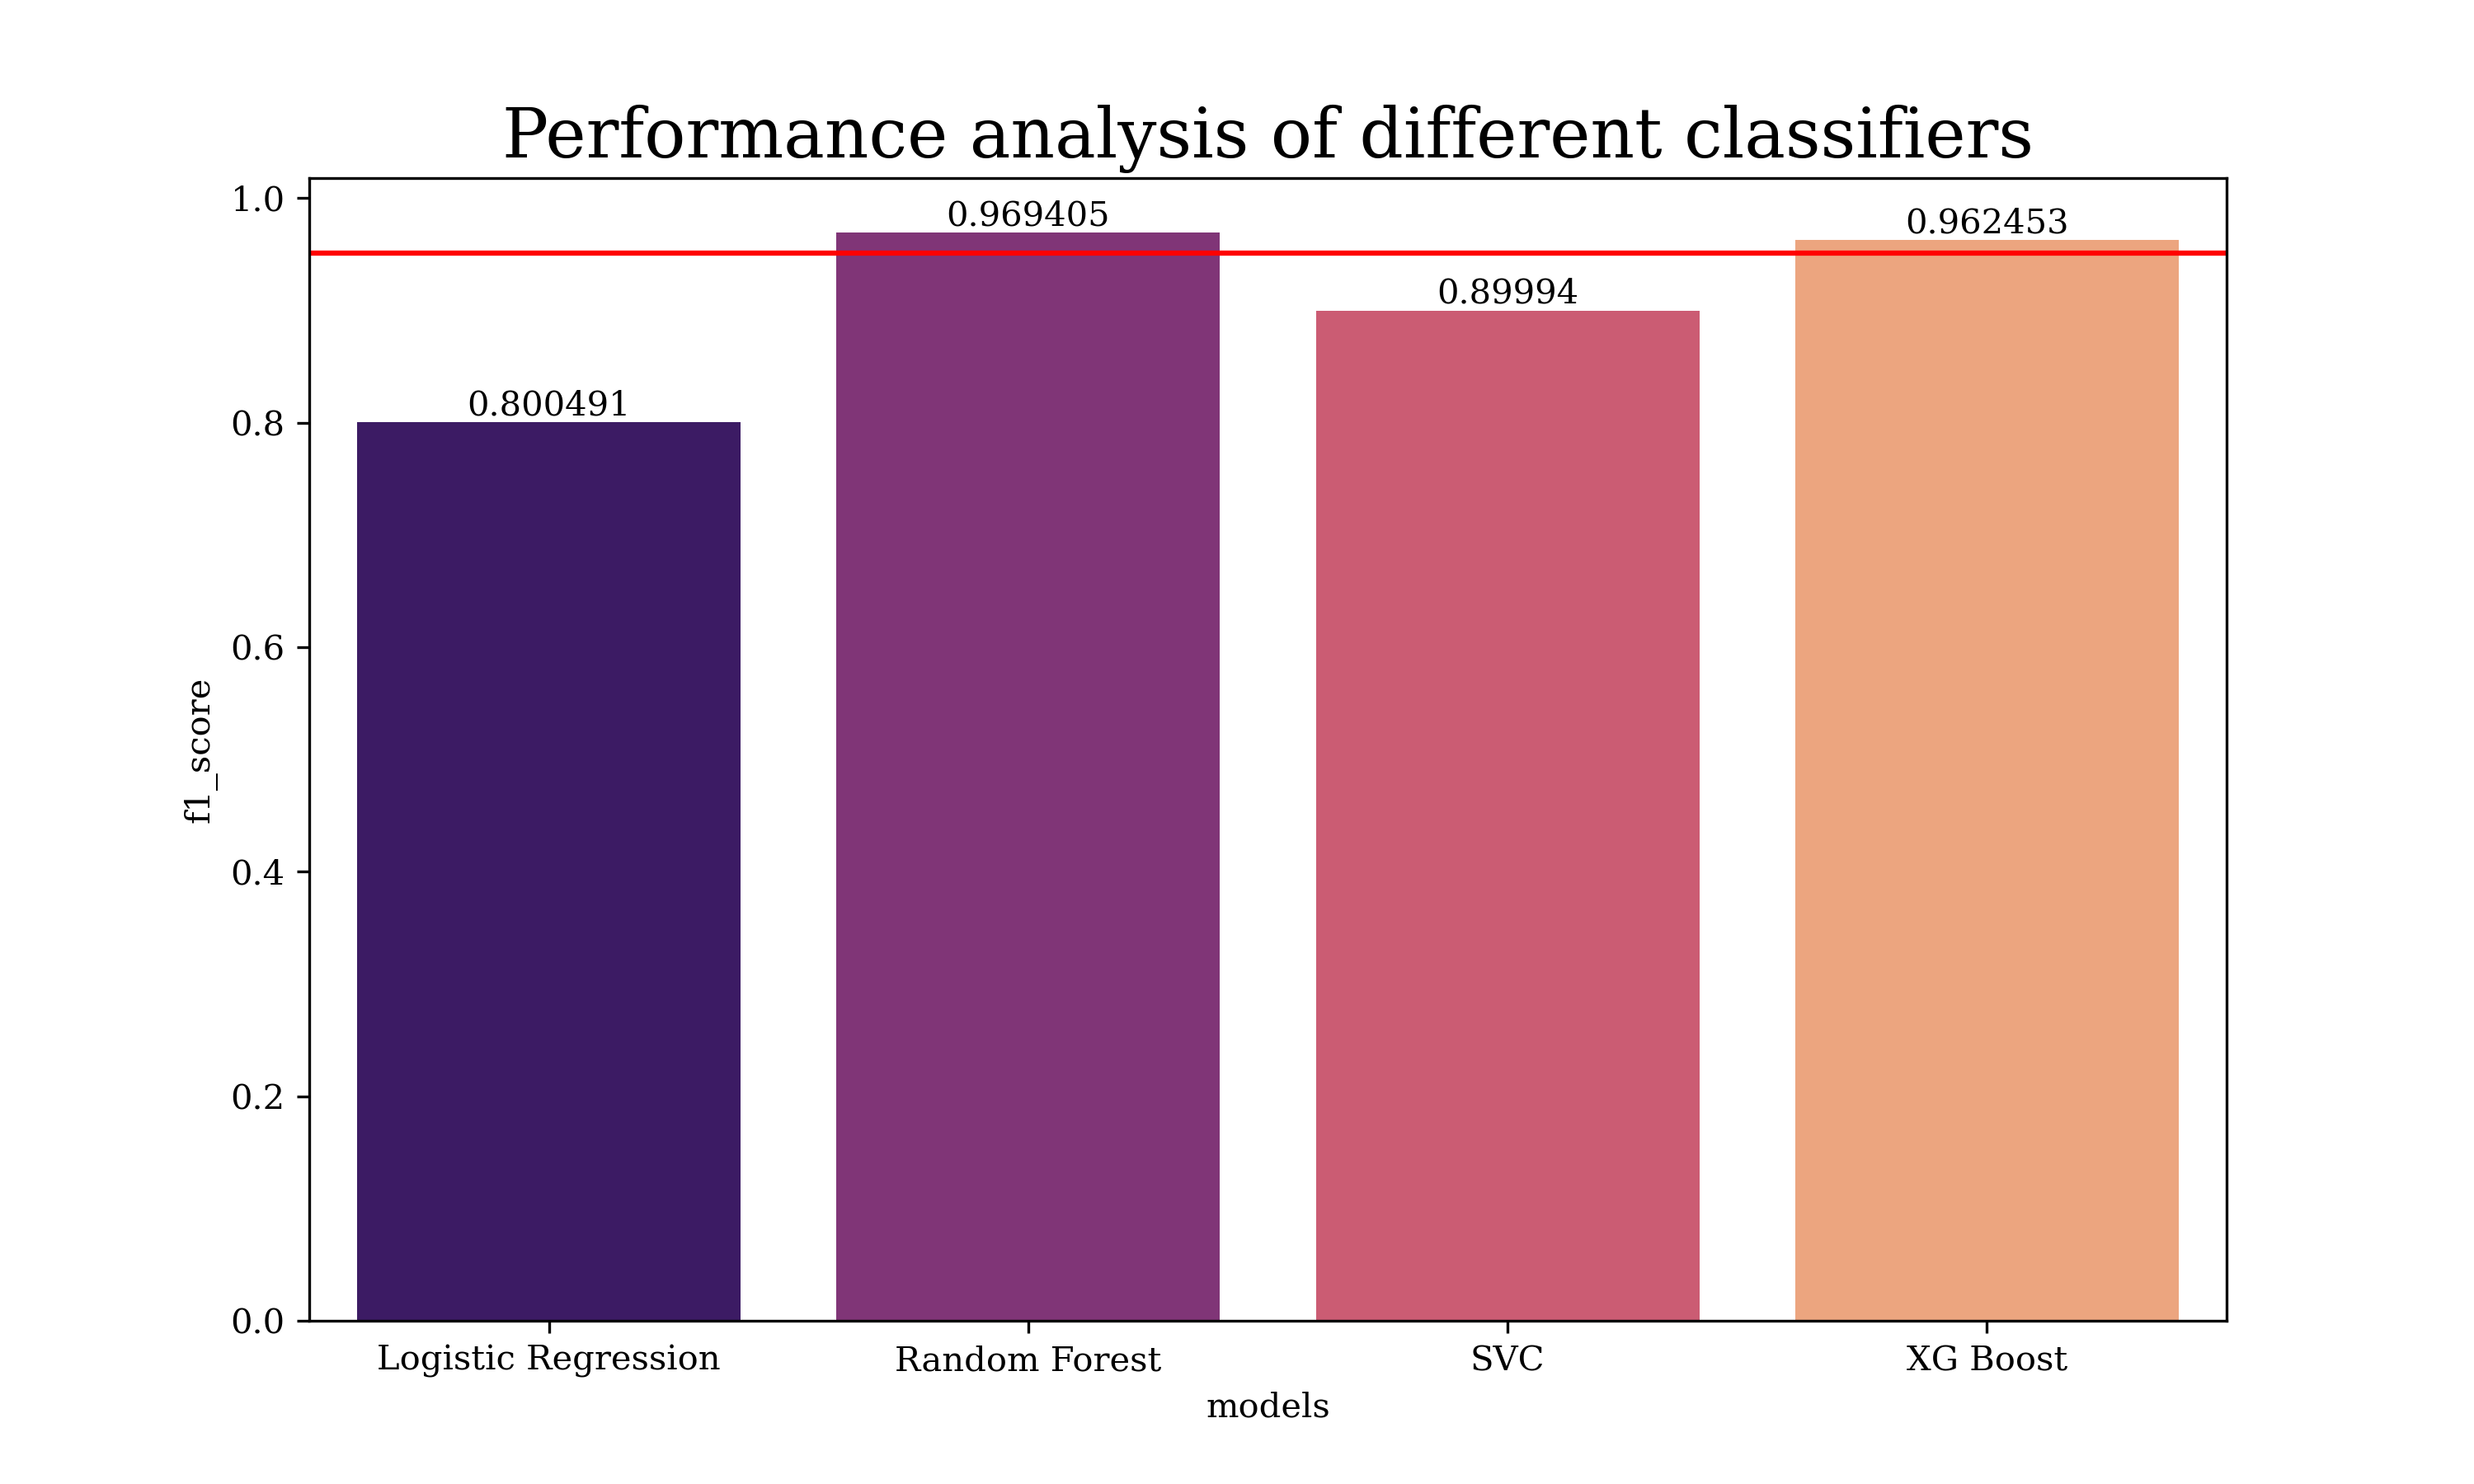 Performance analysis of different classifiers
1.0
0.8
0.6
0.4
0.2
0.0
f1_score
0.800491
0.969405
0.89994
0.962453
Logistic Regression
Random Forest
SVC
XG Boost
models